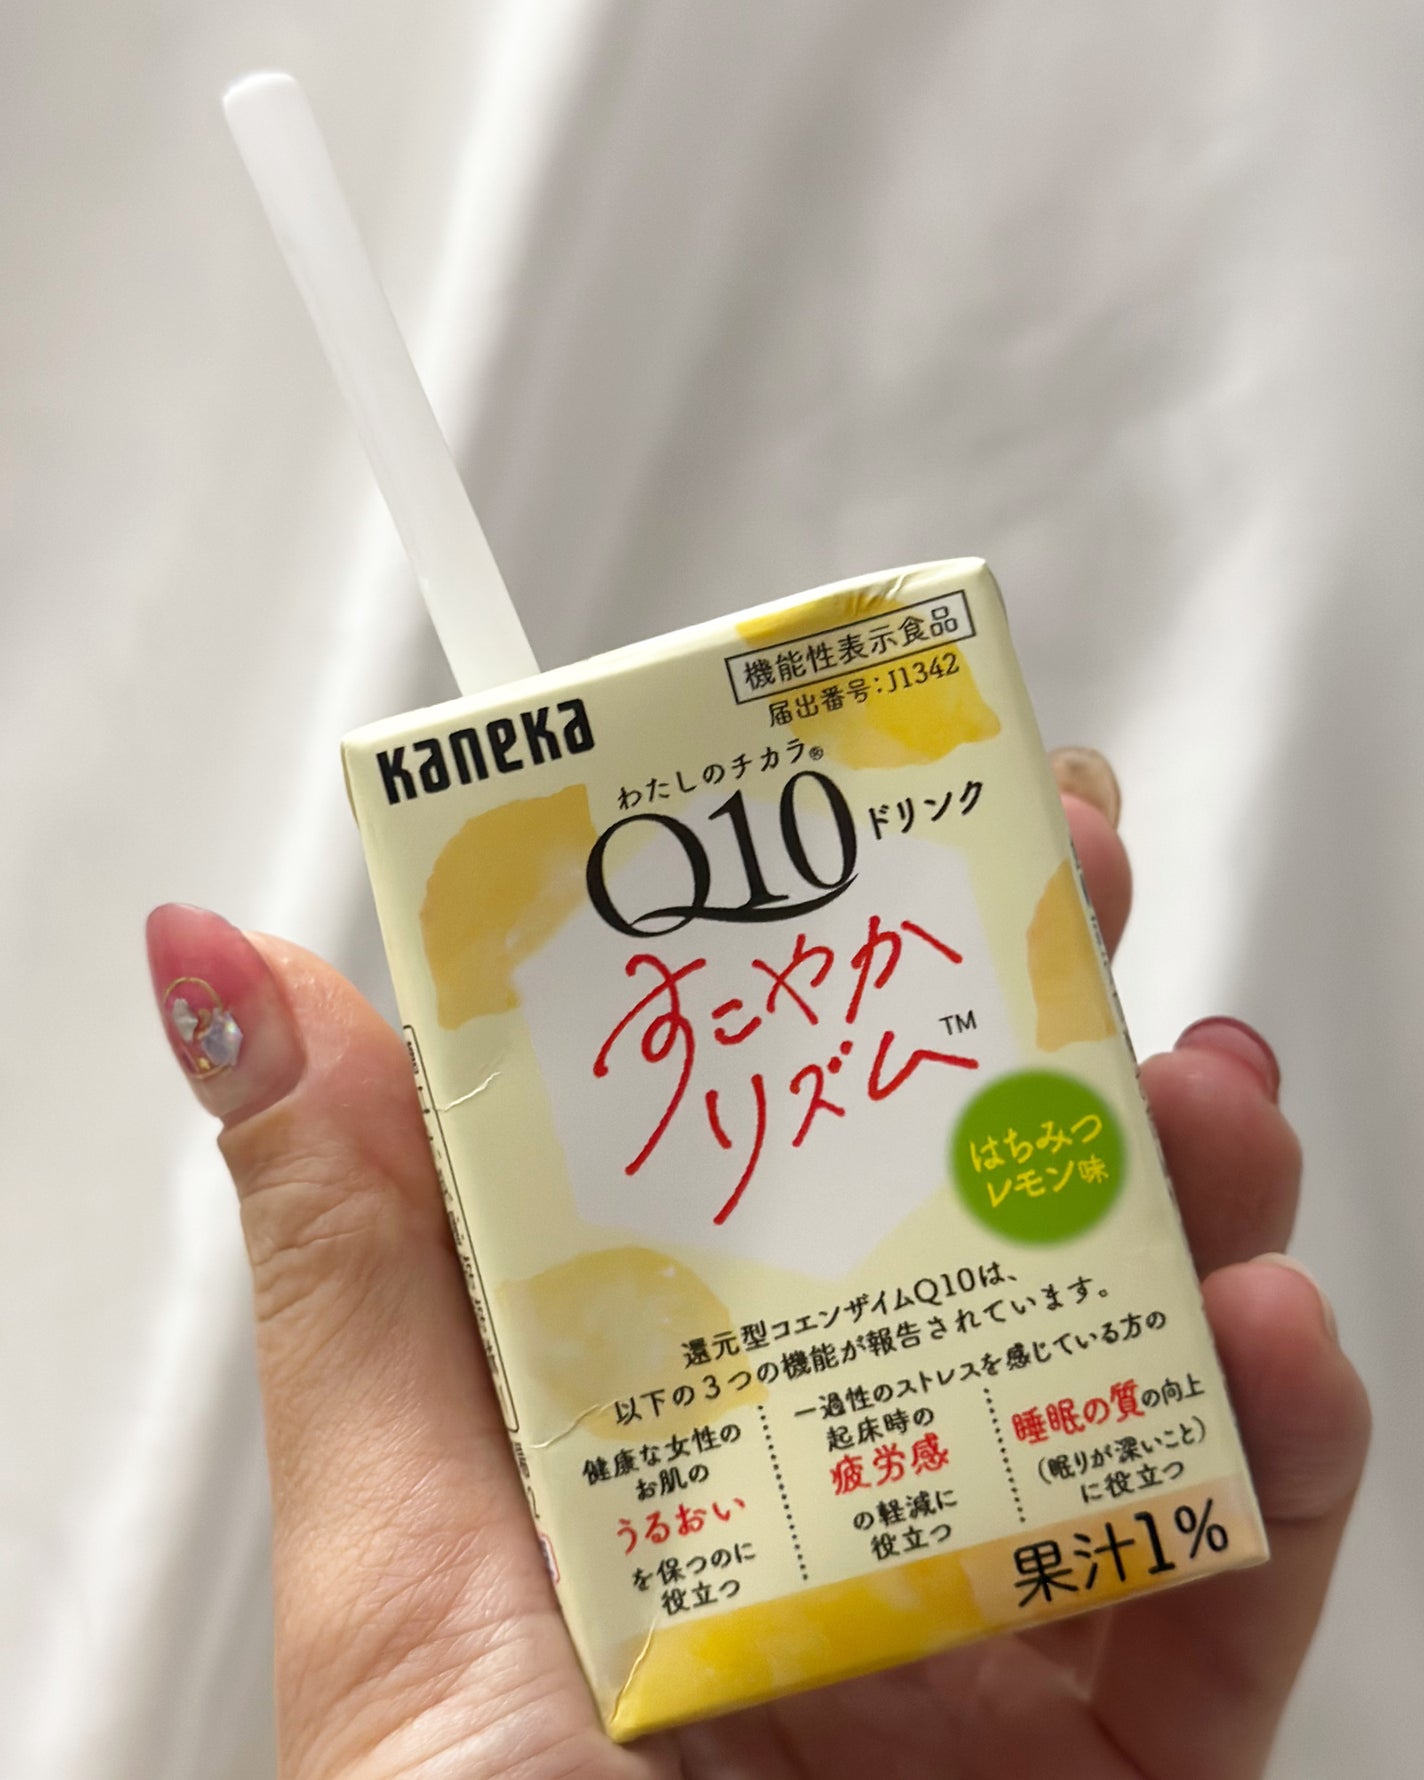 機能性表示食品
届出番号：J1342
Kaneka
わたしのチカラ®
Q10ドリンク
すこやか
リズム™
はちみつ
レモン味
還元型コエンザイムQ10は、
以下の3つの機能が報告されています。
健康な女性の
お肌の
うるおい
を保つのに
役立つ
一過性のストレスを感じている方の
起床時の
疲労感
の軽減に
役立つ
睡眠の質の向上
（眠りが深いこと）
に役立つ
果汁1%